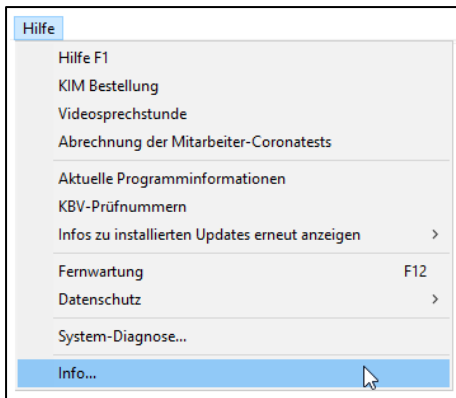 Hilfe
Hilfe F1
KIM Bestellung
Videosprechstunde
Abrechnung der Mitarbeiter-Coronatests
Aktuelle Programminformationen
KBV-Prüfnummern
Infos zu installierten Updates erneut anzeigen >
Fernwartung F12
Datenschutz >
System-Diagnose...
Info...